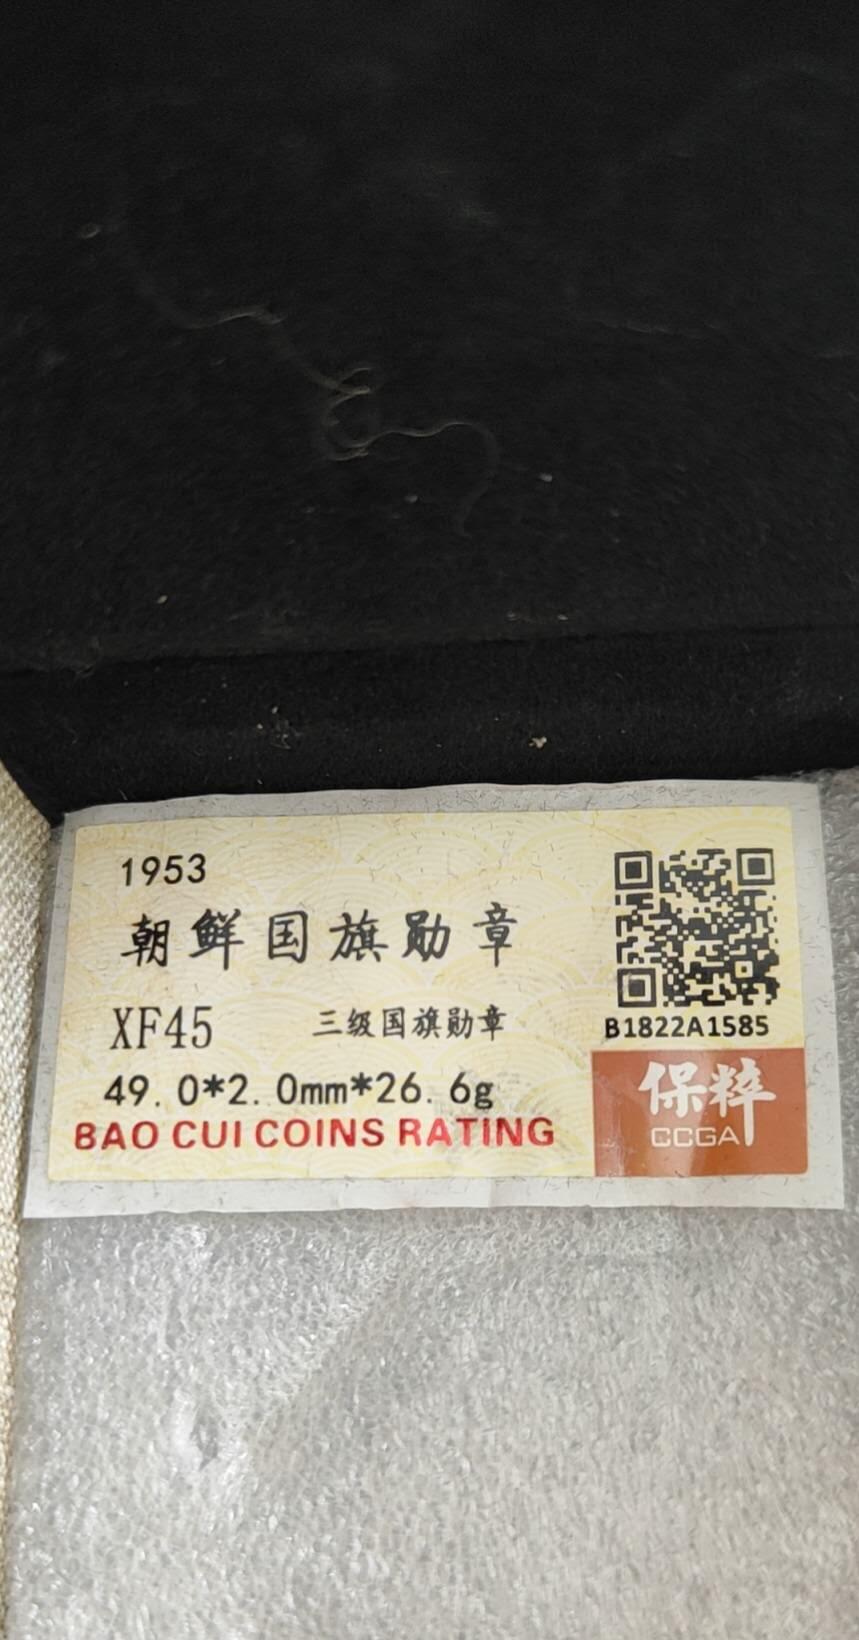 1953
朝鲜国旗勋章
XF45 三级国旗勋章
49.0*2.0mm*26.6g
BAO CUI COINS RATING
B1822A1585
保粹
CCGA